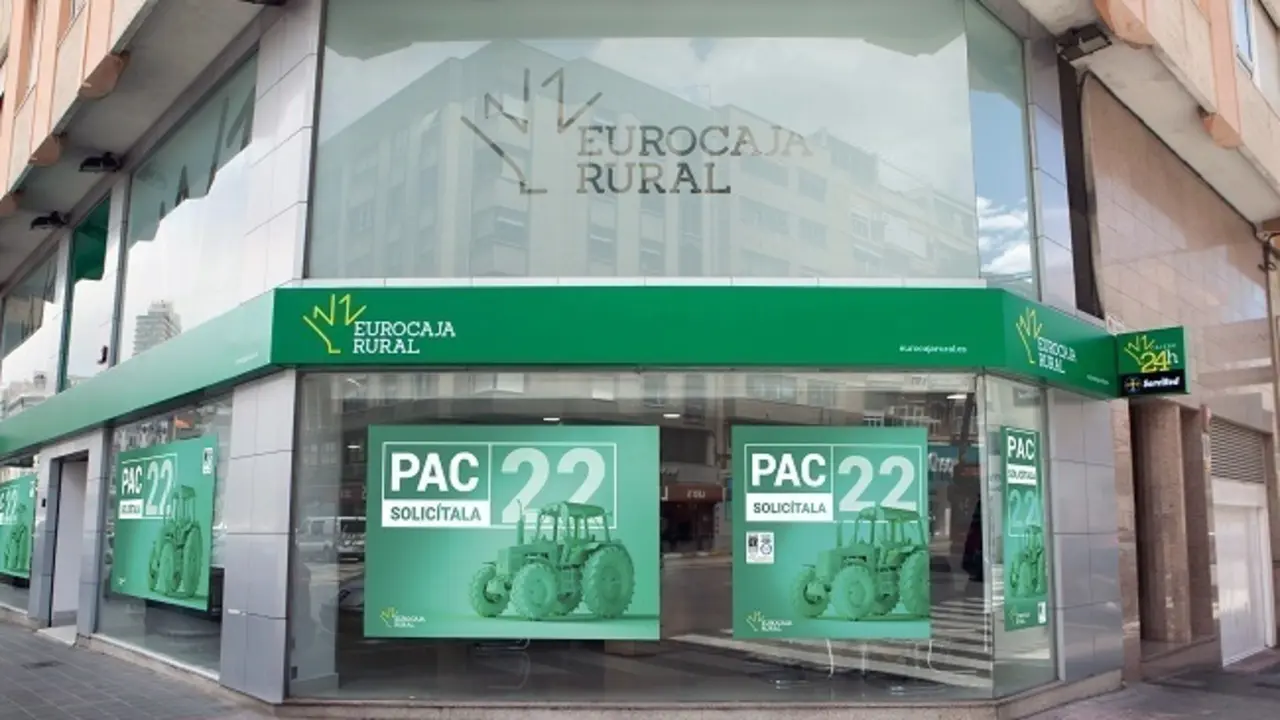 EUROCAJA
RURAL
EUROCAJA
RURAL
eurocajarural.es
EUROCAJA
RURAL
24h
ServiRed
PAC 22
SOLICÍTALA
EUROCAJA
RURAL
PAC 22
SOLICÍTALA
EUROCAJA
RURAL
PAC 22
SOLICÍTALA
PAC
SOLICÍTALA
22